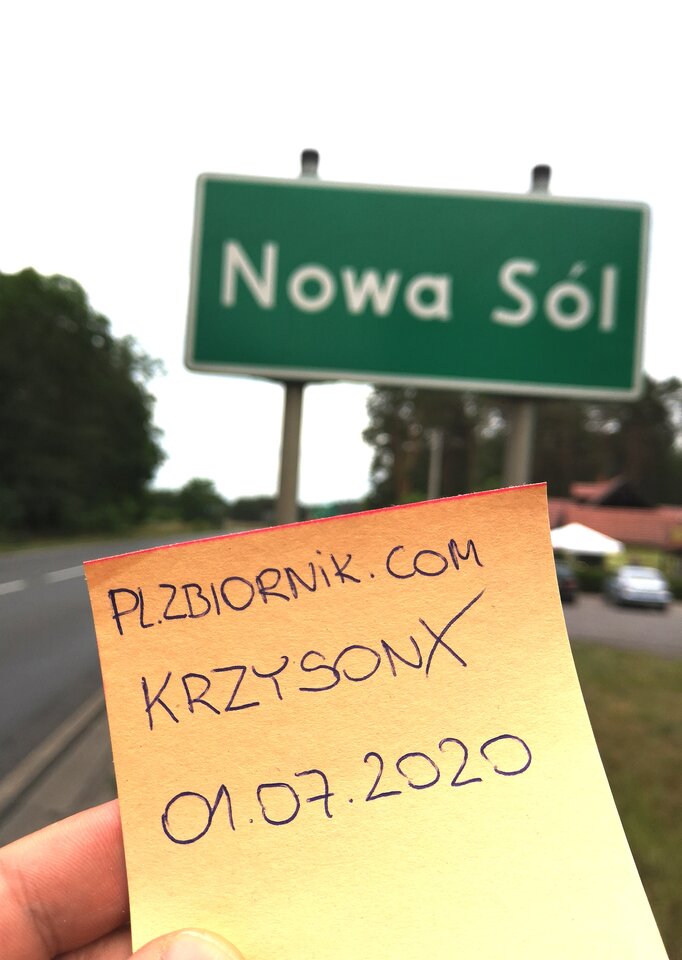 Nowa Sól
PL.ZBIORNIK.COM
KRZYSONX
01.07.2020